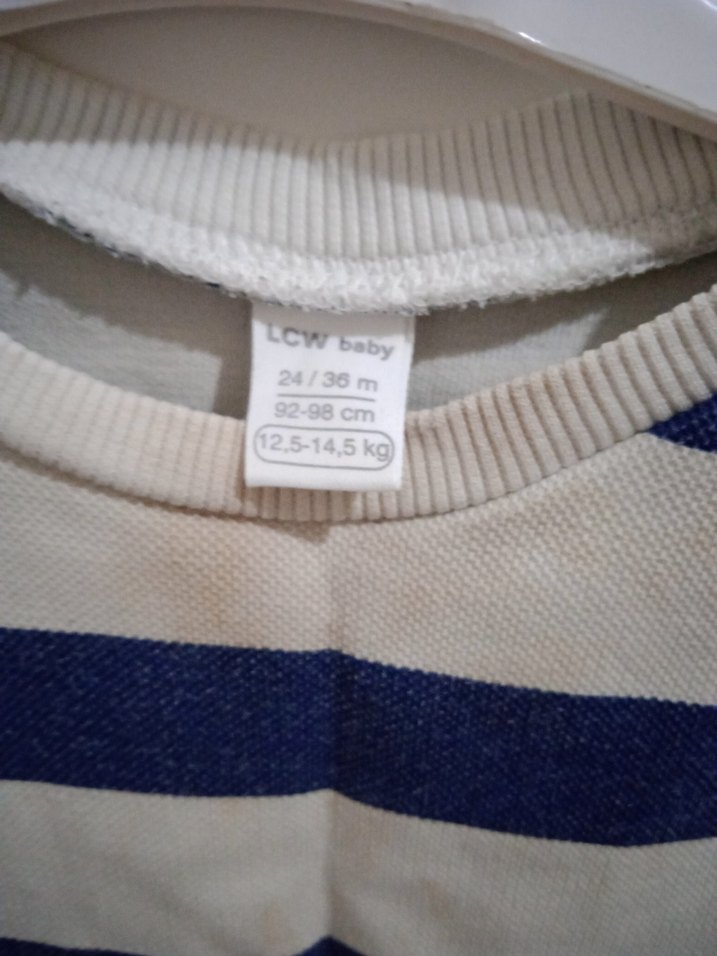 LCW baby
24 / 36 m
92-98 cm
12,5-14,5 kg